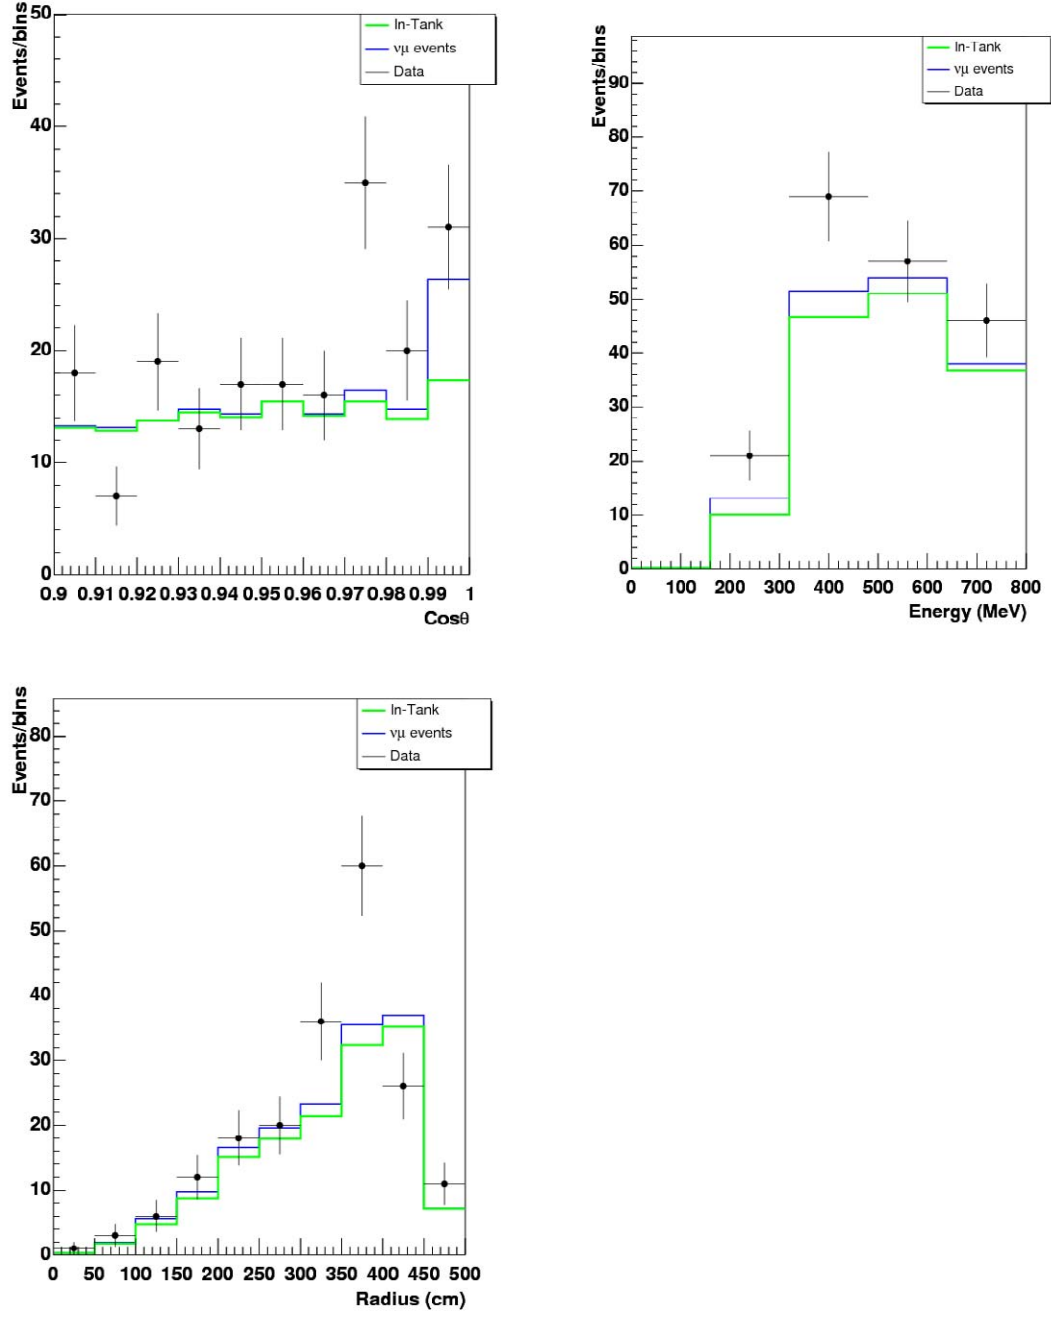 Events/bins
50
40
30
20
10
0
In-Tank
νμ events
Data
0.9 0.91 0.92 0.93 0.94 0.95 0.96 0.97 0.98 0.99 1
Cosθ
Events/bins
90
80
70
60
50
40
30
20
10
0
In-Tank
νμ events
Data
0 100 200 300 400 500 600 700 800
Energy (MeV)
Events/bins
80
70
60
50
40
30
20
10
0
In-Tank
νμ events
Data
0 50 100 150 200 250 300 350 400 450 500
Radius (cm)